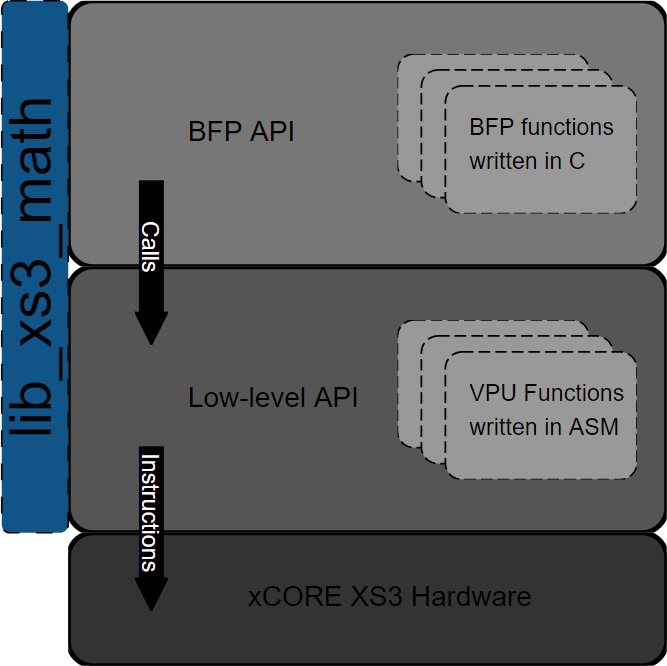 lib_xs3_math
BFP API
BFP functions
written in C
Calls
Low-level API
VPU Functions
written in ASM
Instructions
xCORE XS3 Hardware